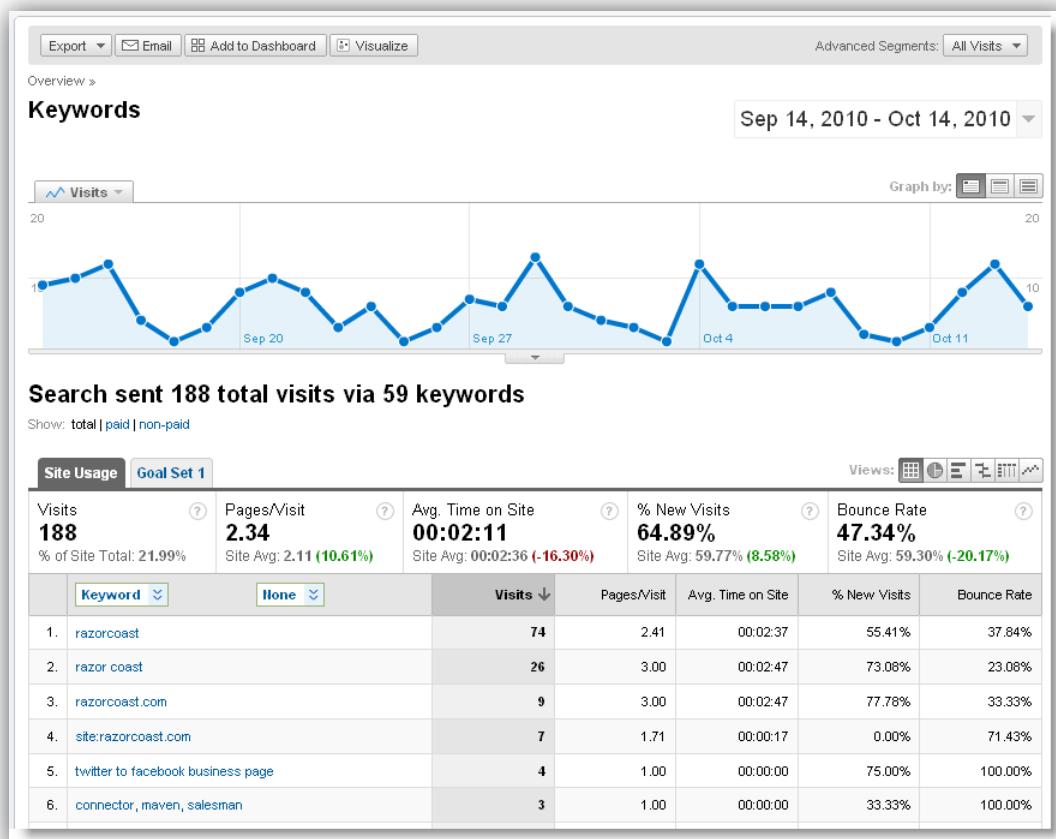 Export Email Add to Dashboard Visualize Advanced Segments: All Visits
Overview »
Keywords
Sep 14, 2010 - Oct 14, 2010
Visits Graph by:
20 20
10 10
Sep 20 Sep 27 Oct 4 Oct 11
Search sent 188 total visits via 59 keywords
Show: total | paid | non-paid
Site Usage Goal Set 1 Views:
Visits ? Pages/Visit ? Avg. Time on Site ? % New Visits ? Bounce Rate ?
188 2.34 00:02:11 64.89% 47.34%
% of Site Total: 21.99% Site Avg: 2.11 (10.61%) Site Avg: 00:02:36 (-16.30%) Site Avg: 59.77% (8.58%) Site Avg: 59.30% (-20.17%)
Keyword None Visits Pages/Visit Avg. Time on Site % New Visits Bounce Rate
1. razorcoast 74 2.41 00:02:37 55.41% 37.84%
2. razor coast 26 3.00 00:02:47 73.08% 23.08%
3. razorcoast.com 9 3.00 00:02:47 77.78% 33.33%
4. site:razorcoast.com 7 1.71 00:00:17 0.00% 71.43%
5. twitter to facebook business page 4 1.00 00:00:00 75.00% 100.00%
6. connector, maven, salesman 3 1.00 00:00:00 33.33% 100.00%